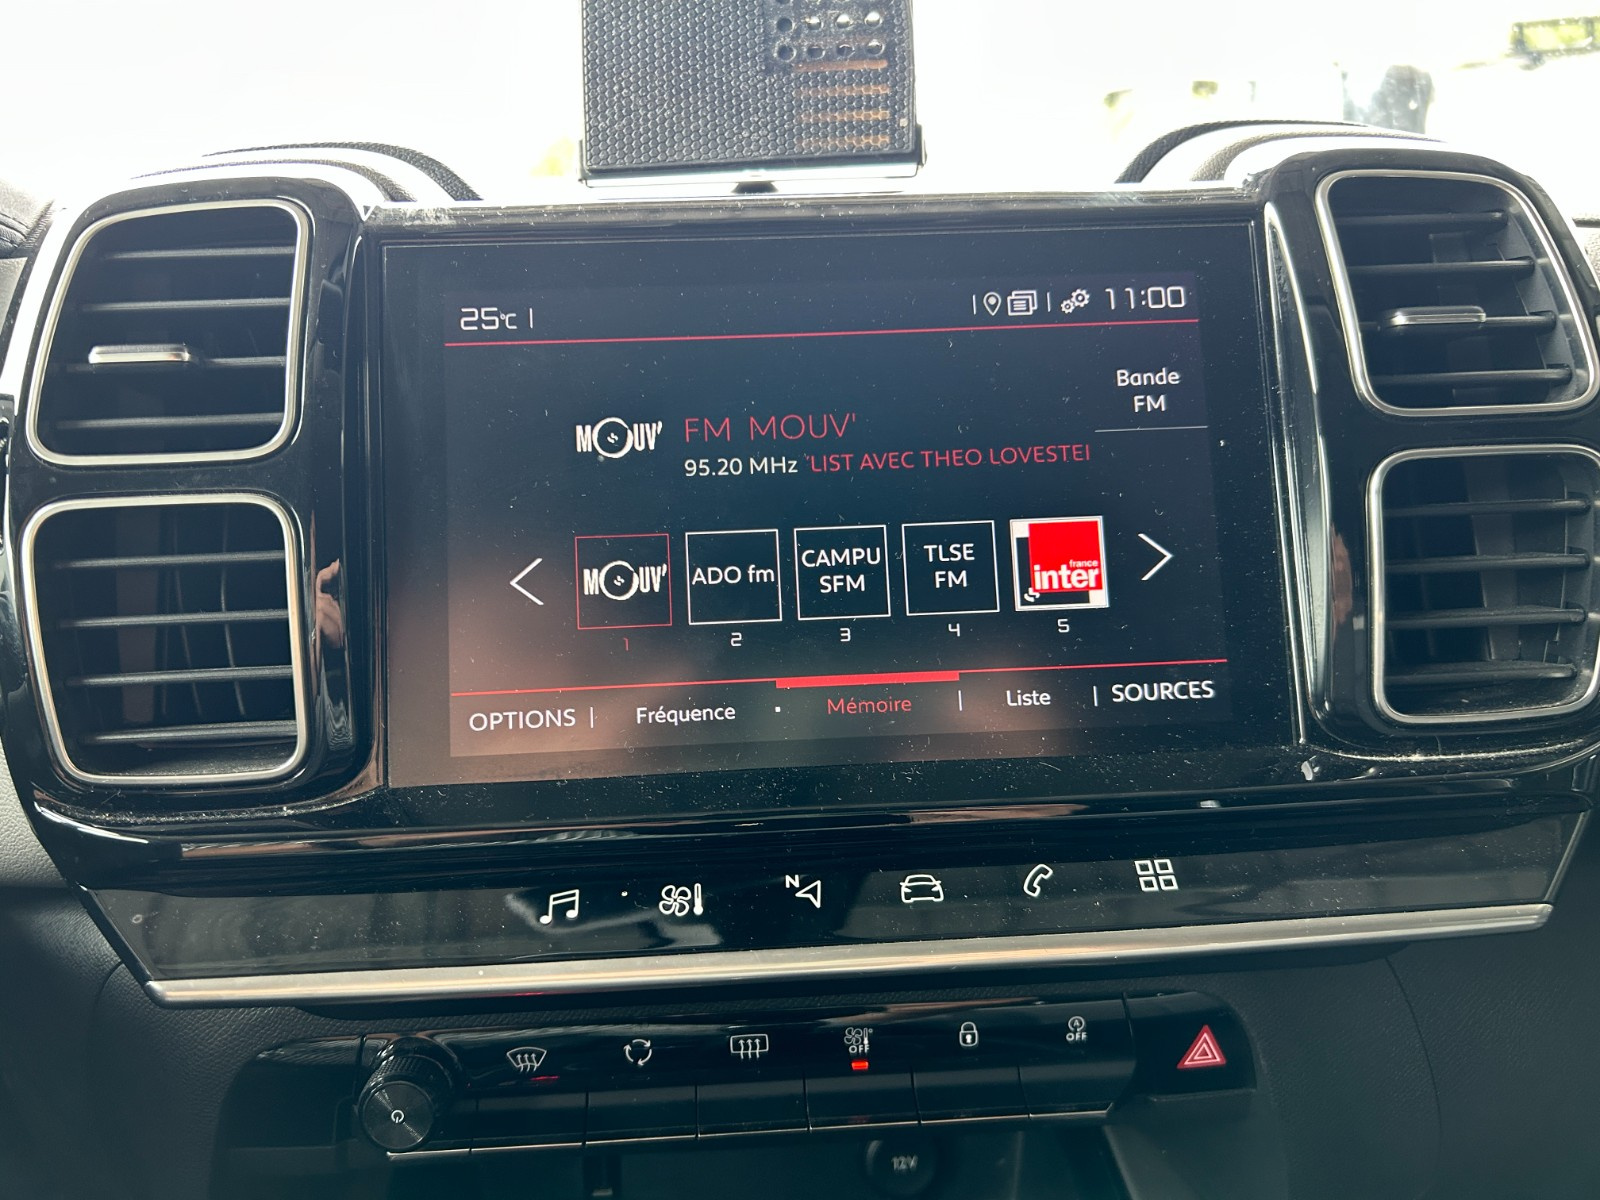 25°C
11:00
Bande
FM
MOUV'
FM MOUV'
95.20 MHz 'LIST AVEC THEO LOVESTEI
MOUV'
ADO fm
CAMPU
SFM
TLSE
FM
france
inter
1
2
3
4
5
OPTIONS
Fréquence
Mémoire
Liste
SOURCES
N
OFF
A
OFF
12V